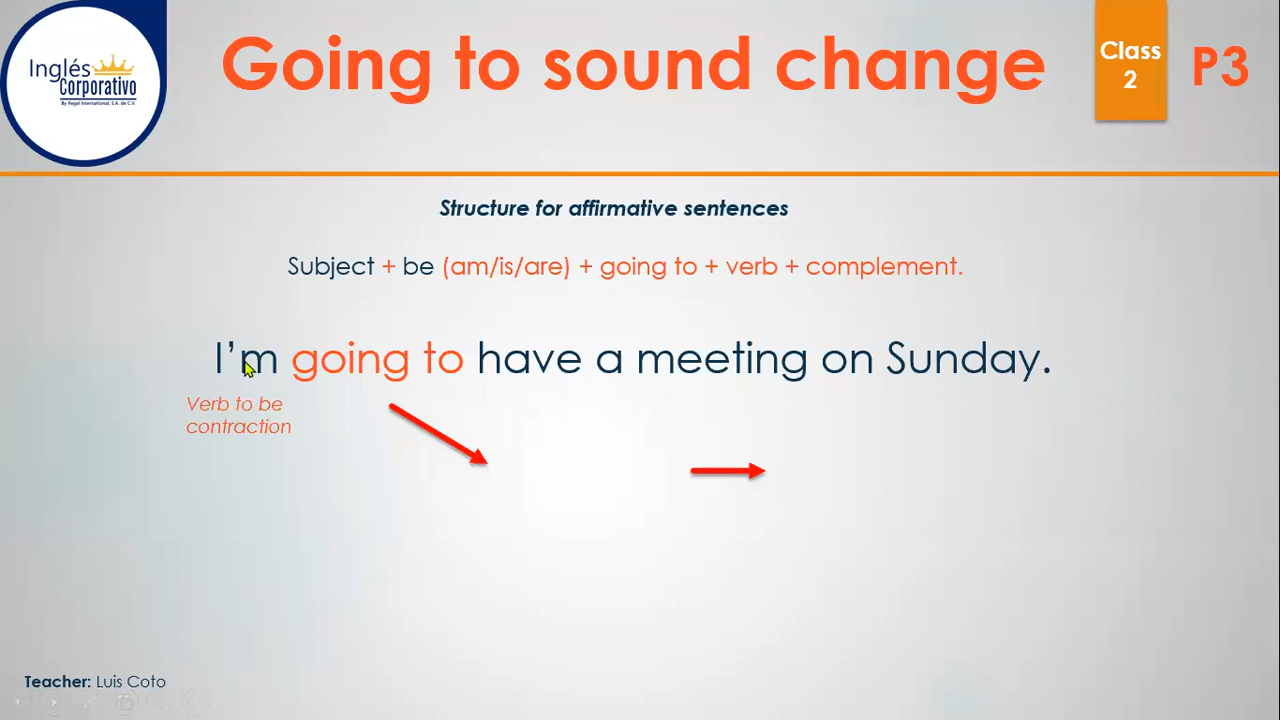 Inglés
Corporativo
By Regal International, S.A. de C.V.
Going to sound change
Class
2
P3
Structure for affirmative sentences
Subject + be (am/is/are) + going to + verb + complement.
I’m going to have a meeting on Sunday.
Verb to be
contraction
Teacher: Luis Coto